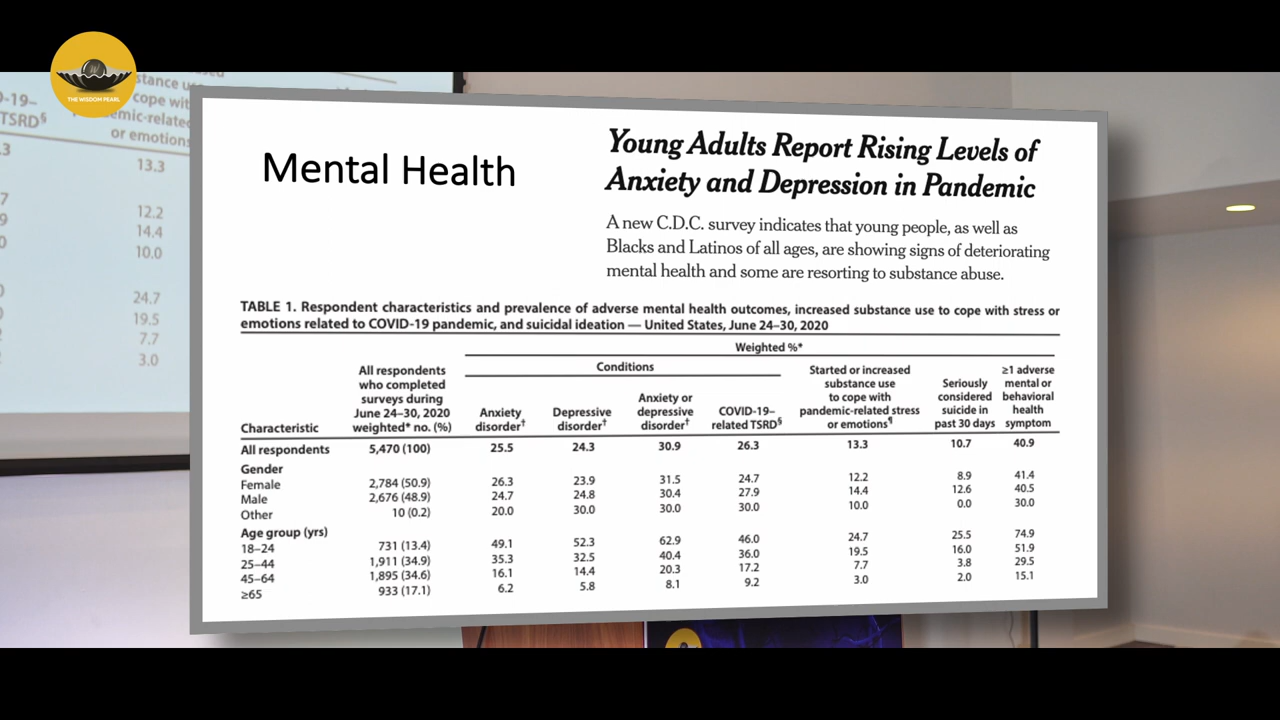 THE WISDOM PEARL
0-19–
TSRD§
cope wit
emic-related
or emotions
13.3
12.2
14.4
10.0
24.7
19.5
7.7
3.0
Mental Health
Young Adults Report Rising Levels of
Anxiety and Depression in Pandemic
A new C.D.C. survey indicates that young people, as well as
Blacks and Latinos of all ages, are showing signs of deteriorating
mental health and some are resorting to substance abuse.
TABLE 1. Respondent characteristics and prevalence of adverse mental health outcomes, increased substance use to cope with stress or
emotions related to COVID-19 pandemic, and suicidal ideation — United States, June 24–30, 2020
Weighted %*
Conditions
Characteristic
All respondents
who completed
surveys during
June 24–30, 2020
weighted* no. (%)
Anxiety
disorder†
Depressive
disorder†
Anxiety or
depressive
disorder†
COVID-19–
related TSRD§
Started or increased
substance use
to cope with
pandemic-related stress
or emotions¶
Seriously
considered
suicide in
past 30 days
≥1 adverse
mental or
behavioral
health
symptom
All respondents 5,470 (100) 25.5 24.3 30.9 26.3 13.3 10.7 40.9
Gender
Female 2,784 (50.9) 26.3 23.9 31.5 24.7 12.2 8.9 41.4
Male 2,676 (48.9) 24.7 24.8 30.4 27.9 14.4 12.6 40.5
Other 10 (0.2) 20.0 30.0 30.0 30.0 10.0 0.0 30.0
Age group (yrs)
18–24 731 (13.4) 49.1 52.3 62.9 46.0 24.7 25.5 74.9
25–44 1,911 (34.9) 35.3 32.5 40.4 36.0 19.5 16.0 51.9
45–64 1,895 (34.6) 16.1 14.4 20.3 17.2 7.7 3.8 29.5
≥65 933 (17.1) 6.2 5.8 8.1 9.2 3.0 2.0 15.1